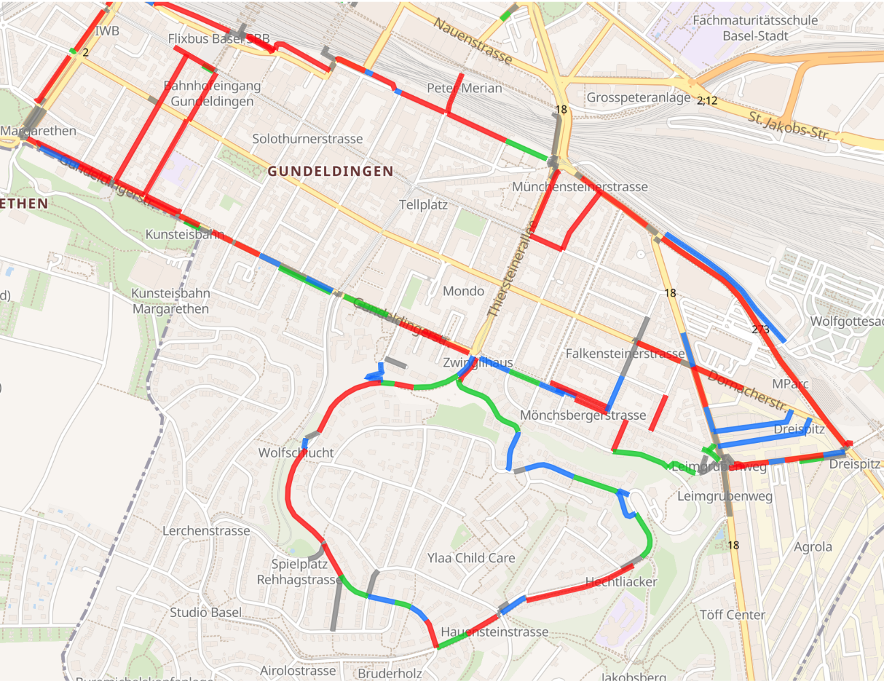 Fachmaturitätsschule
Basel-Stadt
Nauenstrasse
IWB
Flixbus Basel SBB
2
Bahnhofeingang
Gundeldingen
Peter Merian
Grosspeteranlage
2;12
18
St. Jakobs-Str.
Margarethen
Solothurnerstrasse
GUNDELDINGEN
Gundeldingerstr.
Münchensteinerstrasse
ETHEN
Tellplatz
Kunsteisbahn
Thiersteinerallee
Kunsteisbahn
Margarethen
Mondo
18
d)
Gundeldingerstr.
273
Wolfgottesac
Zwinglihaus
Falkensteinerstrasse
MParc
Dornacherstr.
Mönchsbergerstrasse
Dreispitz
Wolfschlucht
Leimgrubenweg
Dreispitz
Leimgrubenweg
Lerchenstrasse
18
Agrola
Spielplatz
Rehhagstrasse
Ylaa Child Care
Hechtliacker
Studio Basel
Töff Center
Hauensteinstrasse
Airolostrasse
Bruderholz
Jakobsberg